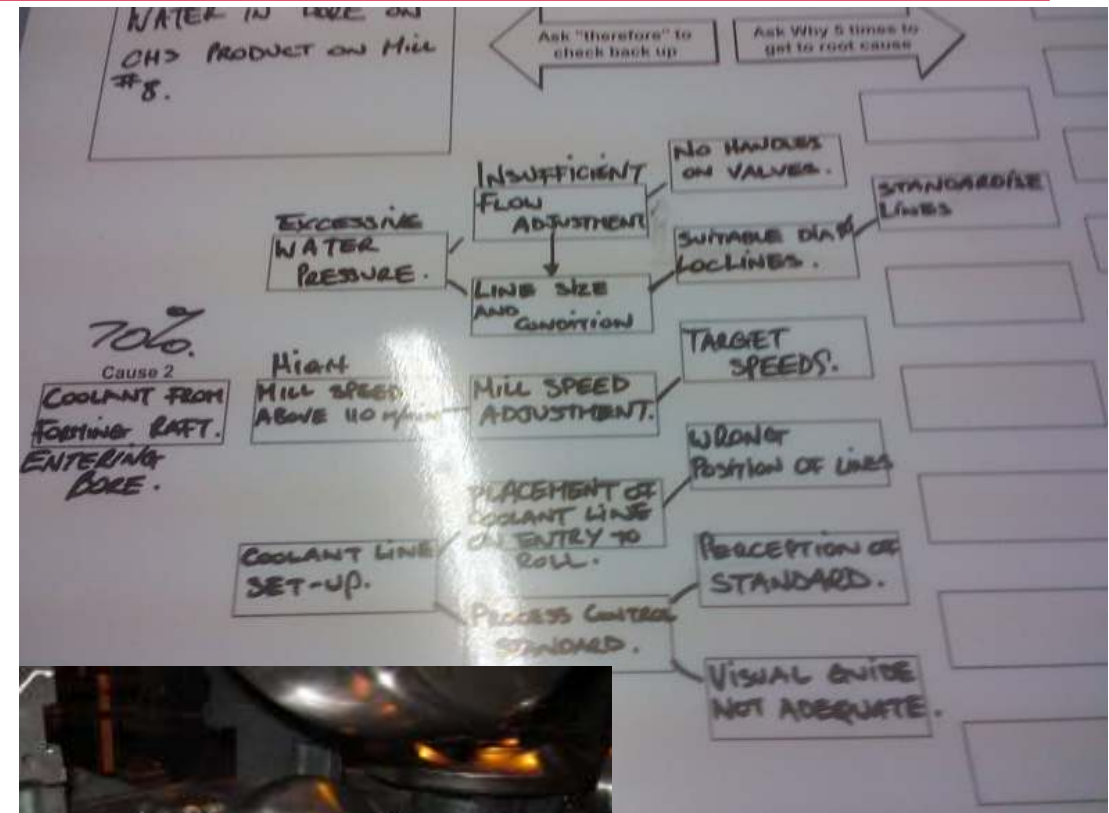 WATER IN BORE ON
CHS PRODUCT ON MILL
#8.
Ask "therefore" to
check back up
Ask Why 5 times to
get to root cause
INSUFFICIENT
FLOW
ADJUSTMENT
NO HANDLES
ON VALVES.
STANDARDISE
LINES
EXCESSIVE
WATER
PRESSURE.
SUITABLE DIA
LOCLINES.
LINE SIZE
AND
CONDITION
70%.
Cause 2
COOLANT FROM
FORMING RAFT.
ENTERING
BORE.
HIGH
MILL SPEED
ABOVE 110 M/min
MILL SPEED
ADJUSTMENT.
TARGET
SPEEDS.
WRONG
POSITION OF LINES
PLACEMENT OF
COOLANT LINE
ON ENTRY TO
ROLL.
COOLANT LINE
SET-UP.
PERCEPTION OF
STANDARD.
PROCESS CONTROL
STANDARD.
VISUAL GUIDE
NOT ADEQUATE.